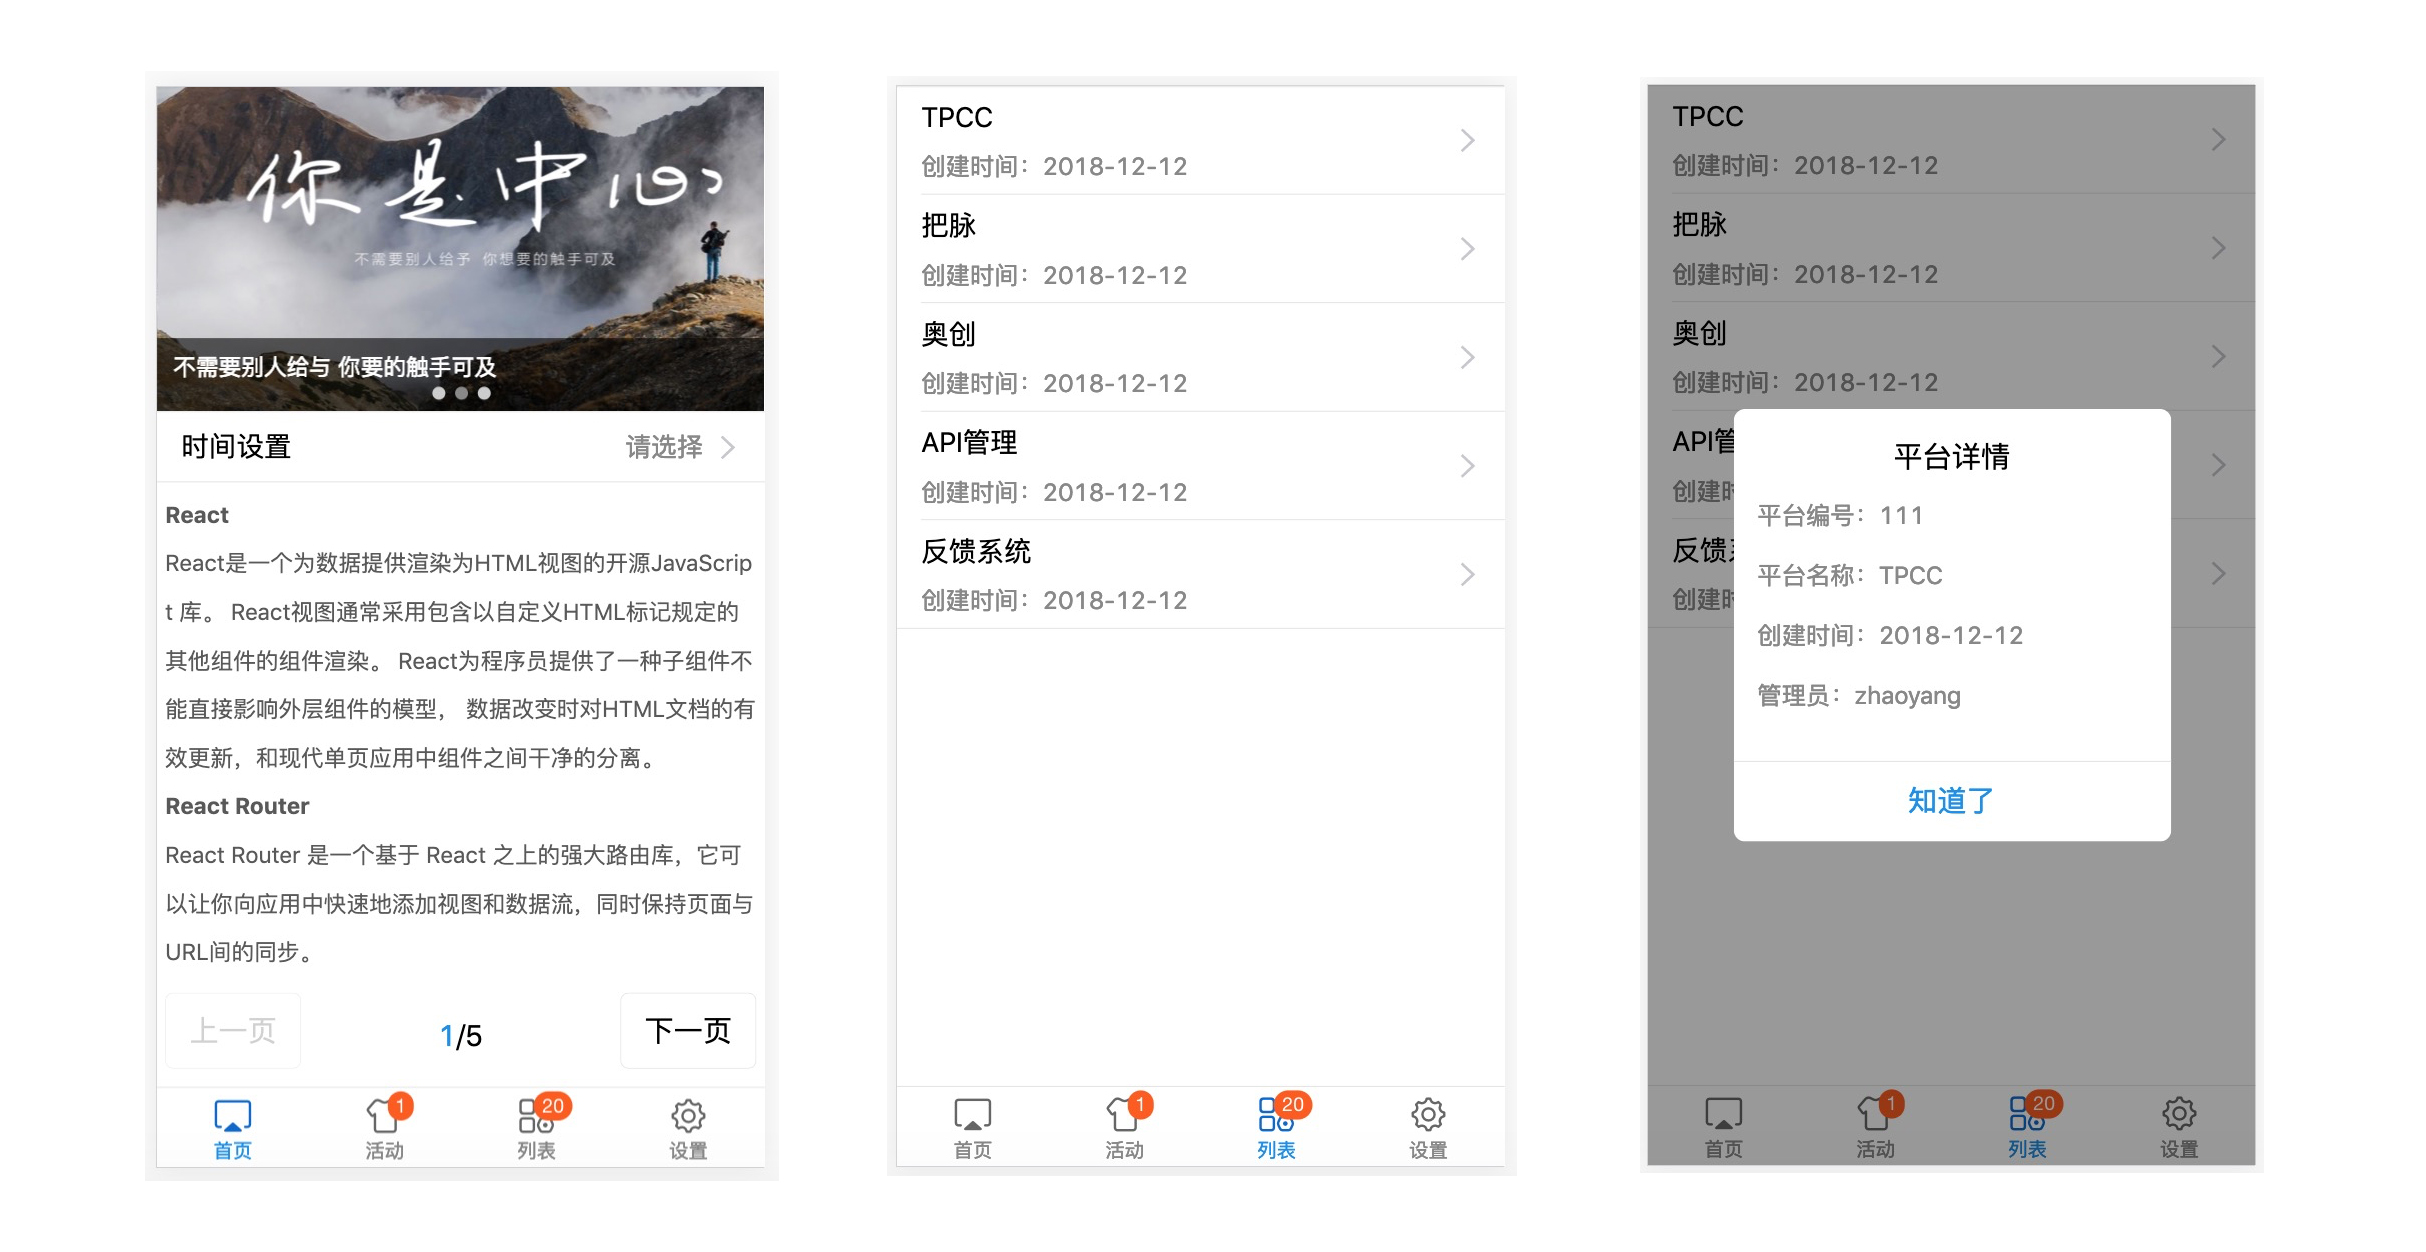 你是中心
不需要别人给予 你想要的触手可及
不需要别人给与 你要的触手可及
时间设置 请选择
React
React是一个为数据提供渲染为HTML视图的开源JavaScrip
t 库。 React视图通常采用包含以自定义HTML标记规定的
其他组件的组件渲染。 React为程序员提供了一种子组件不
能直接影响外层组件的模型， 数据改变时对HTML文档的有
效更新，和现代单页应用中组件之间干净的分离。
React Router
React Router 是一个基于 React 之上的强大路由库，它可
以让你向应用中快速地添加视图和数据流，同时保持页面与
URL间的同步。
上一页 1/5 下一页
1 20
首页 活动 列表 设置
TPCC
创建时间：2018-12-12
把脉
创建时间：2018-12-12
奥创
创建时间：2018-12-12
API管理
创建时间：2018-12-12
反馈系统
创建时间：2018-12-12
1 20
首页 活动 列表 设置
TPCC
创建时间：2018-12-12
把脉
创建时间：2018-12-12
奥创
创建时间：2018-12-12
API管
创建
反馈
创建
平台详情
平台编号：111
平台名称：TPCC
创建时间：2018-12-12
管理员：zhaoyang
知道了
1 20
首页 活动 列表 设置